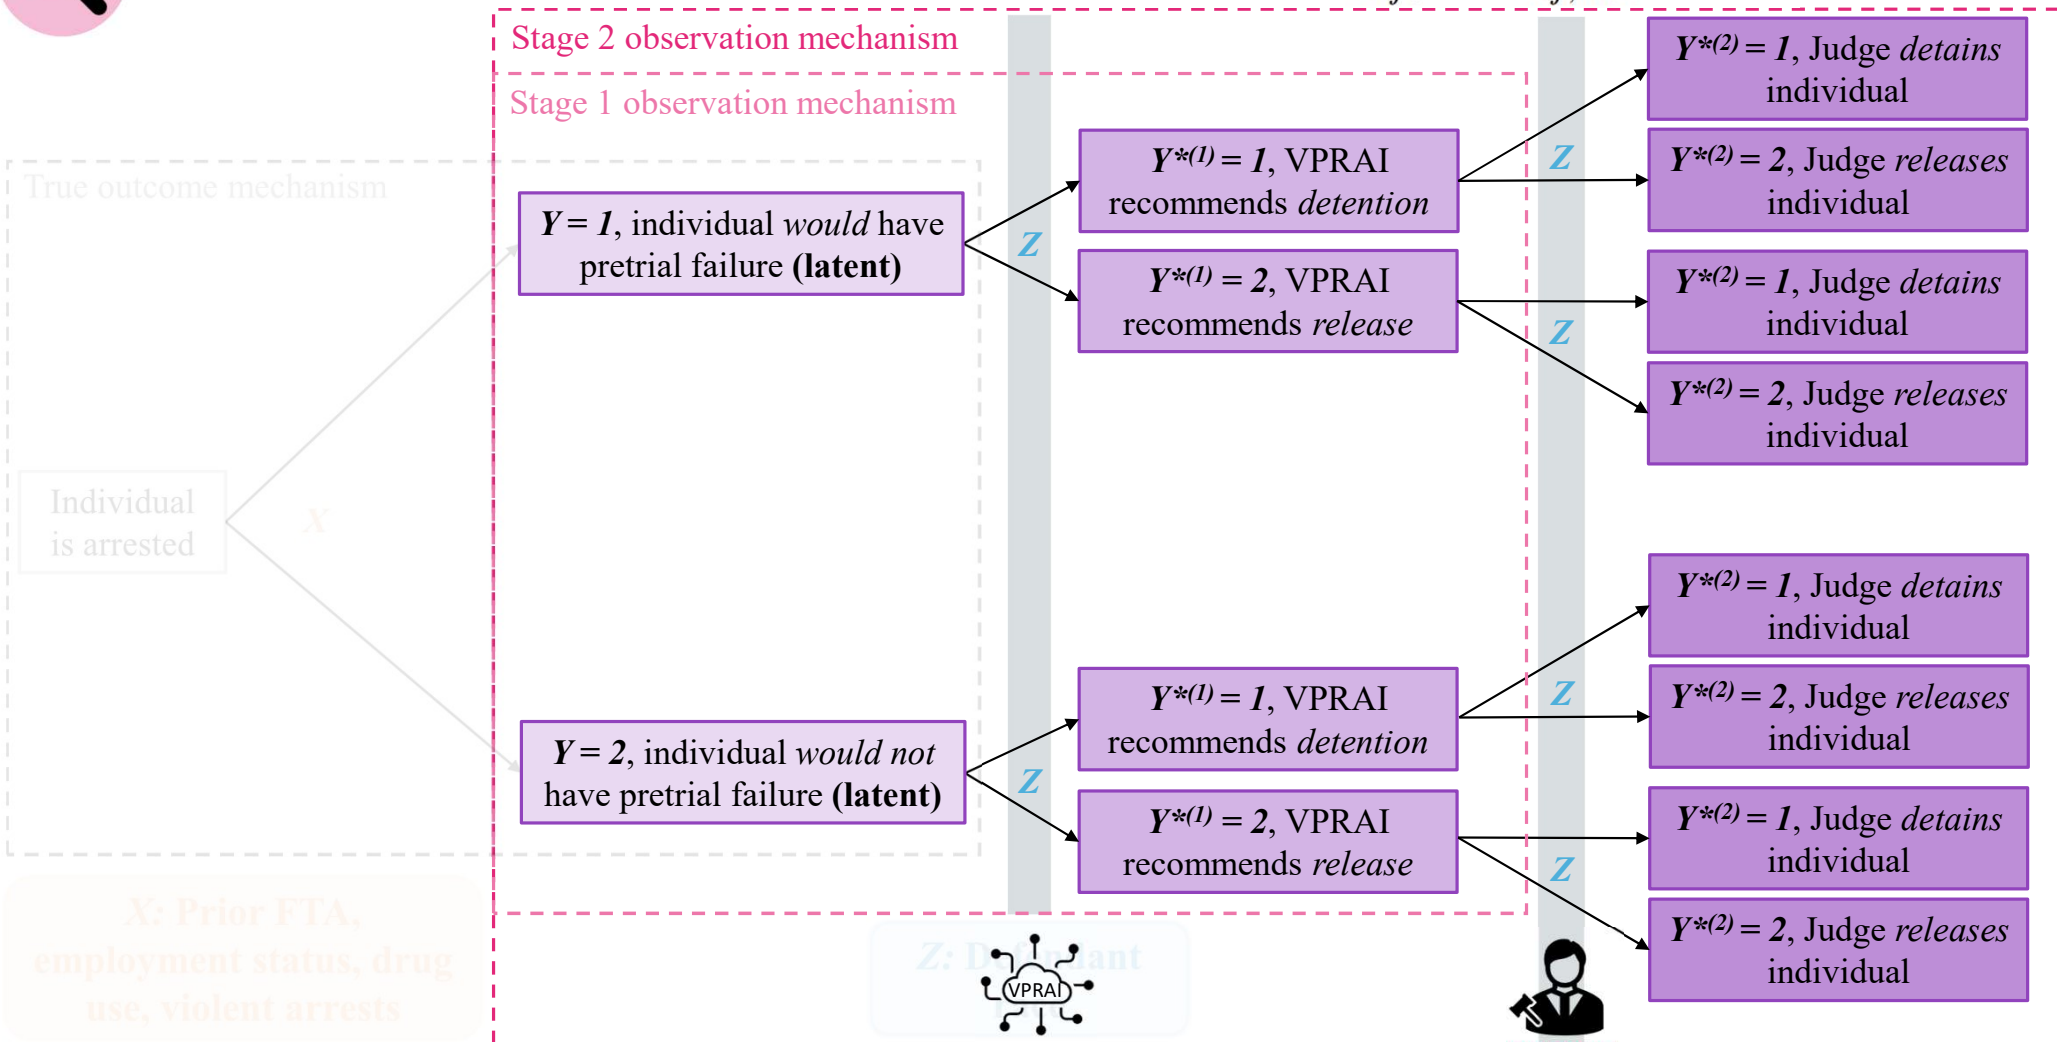 Stage 2 observation mechanism
Stage 1 observation mechanism
True outcome mechanism
Individual
is arrested
X
Y = 1, individual would have
pretrial failure (latent)
Y = 2, individual would not
have pretrial failure (latent)
Z
Z
Y*(1) = 1, VPRAI
recommends detention
Y*(1) = 2, VPRAI
recommends release
Y*(1) = 1, VPRAI
recommends detention
Y*(1) = 2, VPRAI
recommends release
Z
Z
Z
Z
Y*(2) = 1, Judge detains
individual
Y*(2) = 2, Judge releases
individual
Y*(2) = 1, Judge detains
individual
Y*(2) = 2, Judge releases
individual
Y*(2) = 1, Judge detains
individual
Y*(2) = 2, Judge releases
individual
Y*(2) = 1, Judge detains
individual
Y*(2) = 2, Judge releases
individual
X: Prior FTA,
employment status, drug
use, violent arrests
Z: Defendant
VPRAI